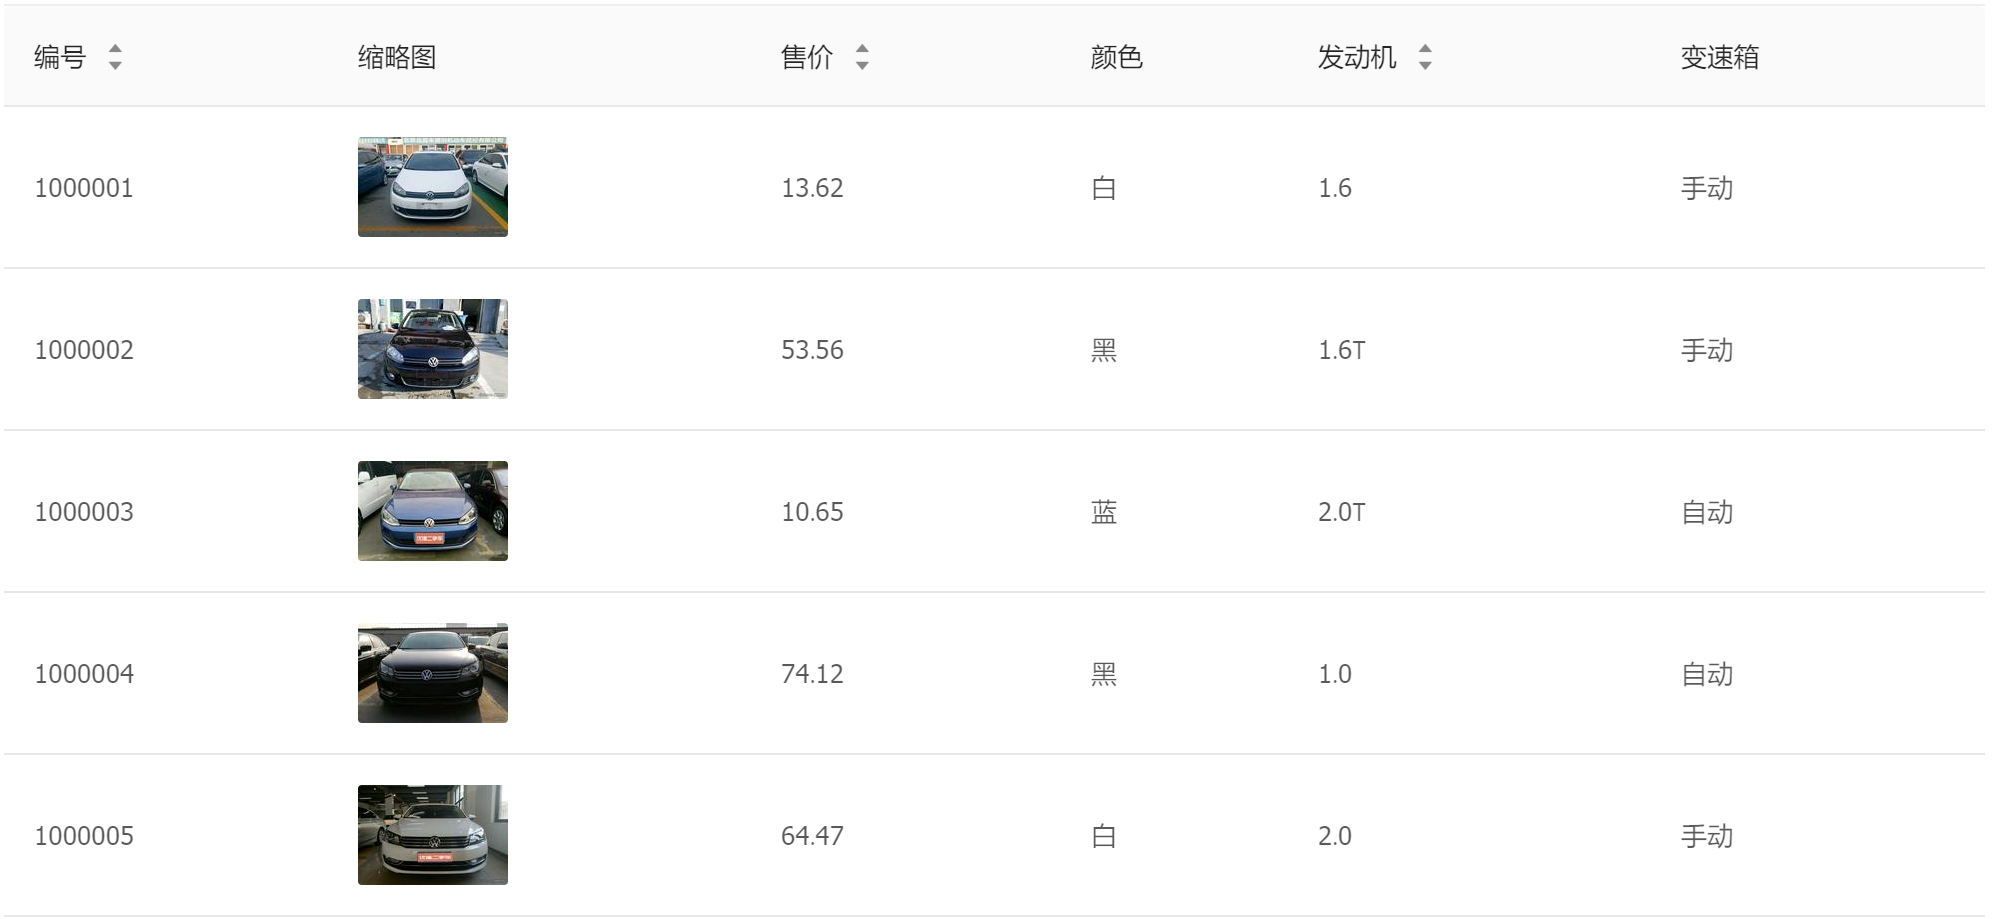 编号 缩略图 售价 颜色 发动机 变速箱
1000001 13.62 白 1.6 手动
1000002 53.56 黑 1.6T 手动
1000003 10.65 蓝 2.0T 自动
1000004 74.12 黑 1.0 自动
1000005 64.47 白 2.0 手动